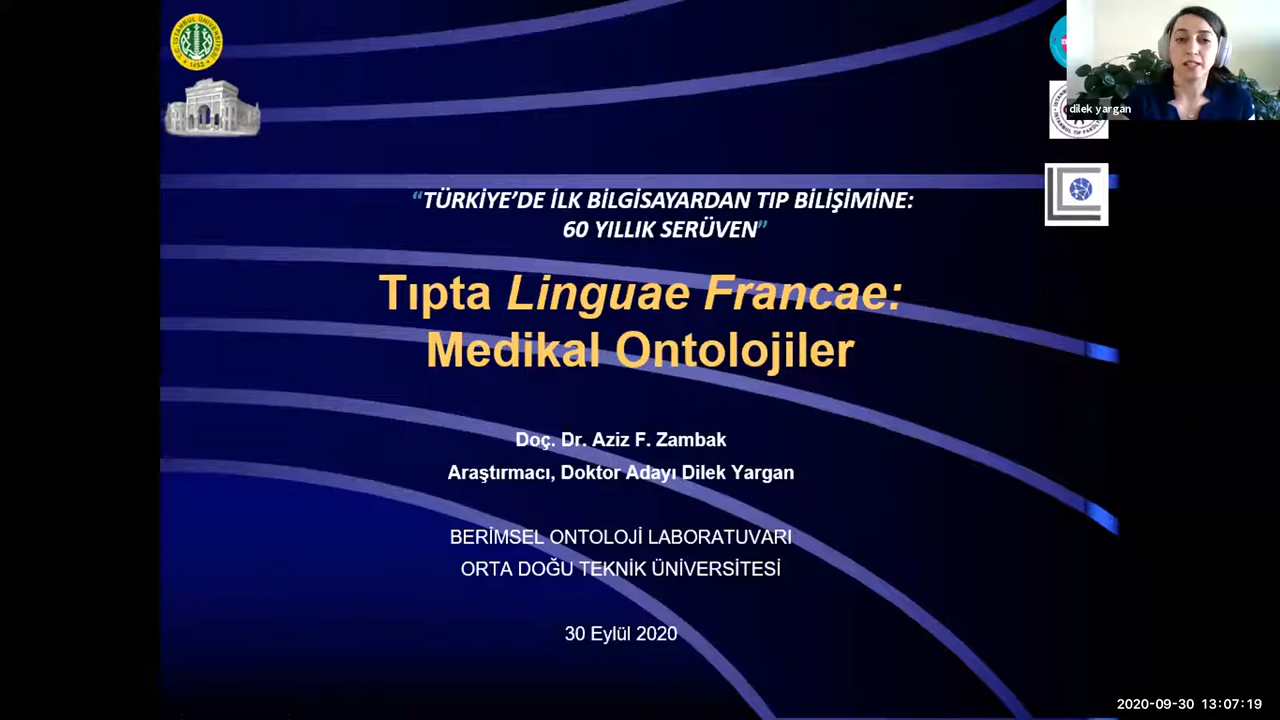 dilek yargan
“TÜRKİYE’DE İLK BİLGİSAYARDAN TIP BİLİŞİMİNE:
60 YILLIK SERÜVEN”
Tıpta Linguae Francae:
Medikal Ontolojiler
Doç. Dr. Aziz F. Zambak
Araştırmacı, Doktor Adayı Dilek Yargan
BERİMSEL ONTOLOJİ LABORATUVARI
ORTA DOĞU TEKNİK ÜNİVERSİTESİ
30 Eylül 2020
2020-09-30 13:07:19